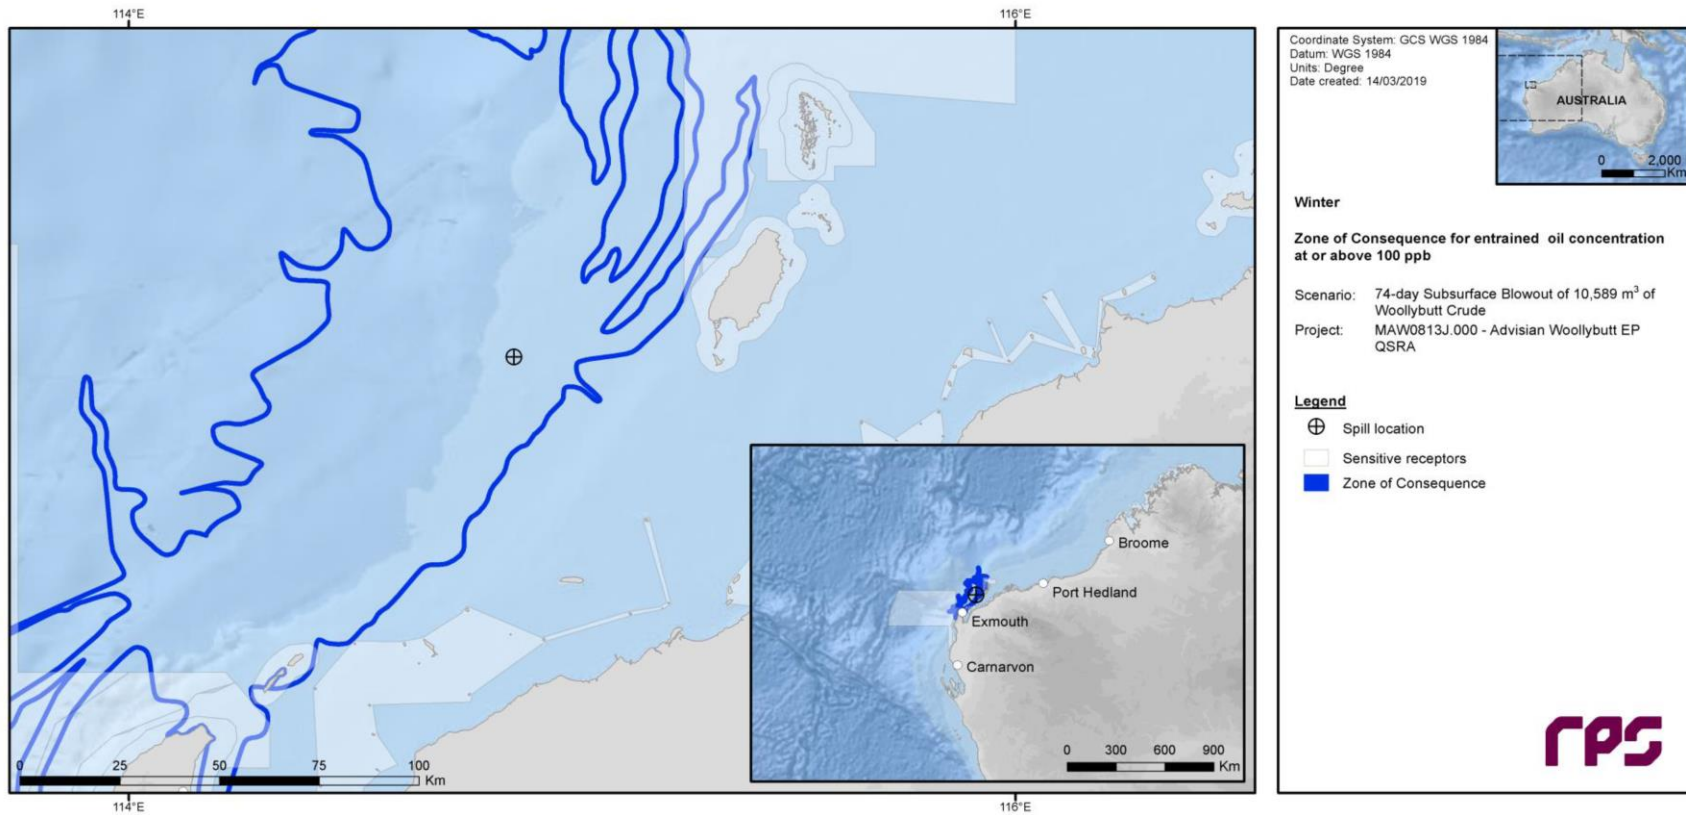 114°E
116°E
Coordinate System: GCS WGS 1984
Datum: WGS 1984
Units: Degree
Date created: 14/03/2019
AUSTRALIA
0 2,000
Km
Winter
Zone of Consequence for entrained oil concentration
at or above 100 ppb
Scenario: 74-day Subsurface Blowout of 10,589 m³ of
Woollybutt Crude
Project: MAW0813J.000 - Advisian Woollybutt EP
QSRA
Legend
Spill location
Sensitive receptors
Zone of Consequence
Broome
Port Hedland
Exmouth
Carnarvon
0 300 600 900
Km
0 25 50 75 100
Km
114°E
116°E
rps